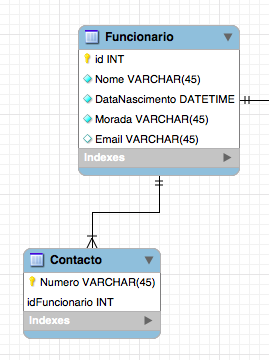 Funcionario
id INT
Nome VARCHAR(45)
DataNascimento DATETIME
Morada VARCHAR(45)
Email VARCHAR(45)
Indexes
Contacto
Numero VARCHAR(45)
idFuncionario INT
Indexes